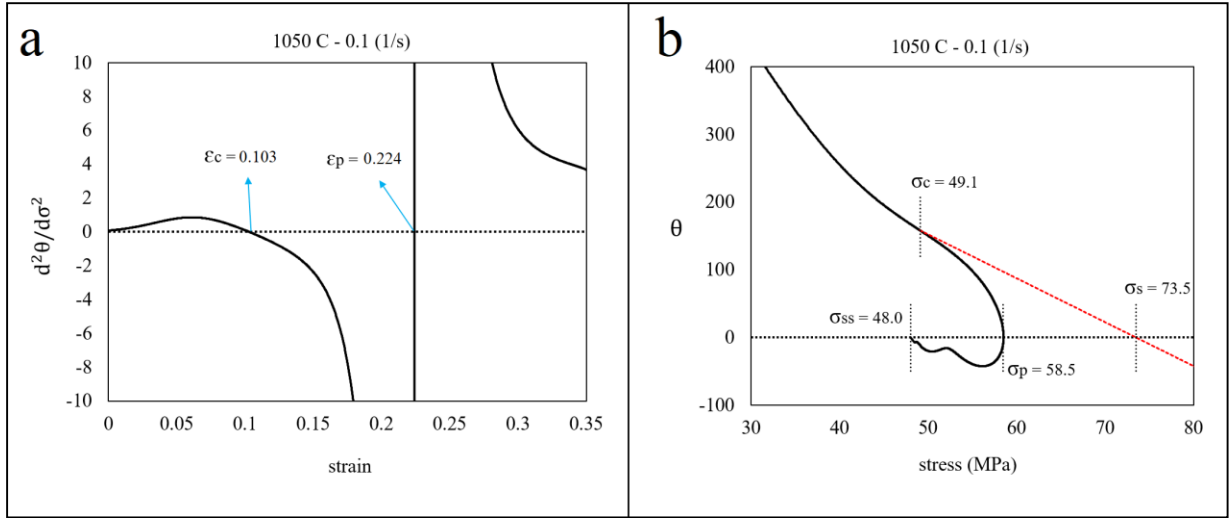 a
1050 C - 0.1 (1/s)
10
8
6
4
2
0
-2
-4
-6
-8
-10
d²θ/dσ²
εc = 0.103
εp = 0.224
0 0.05 0.1 0.15 0.2 0.25 0.3 0.35
strain
b
1050 C - 0.1 (1/s)
400
300
200
100
0
-100
θ
σc = 49.1
σs = 73.5
σss = 48.0
σp = 58.5
30 40 50 60 70 80
stress (MPa)